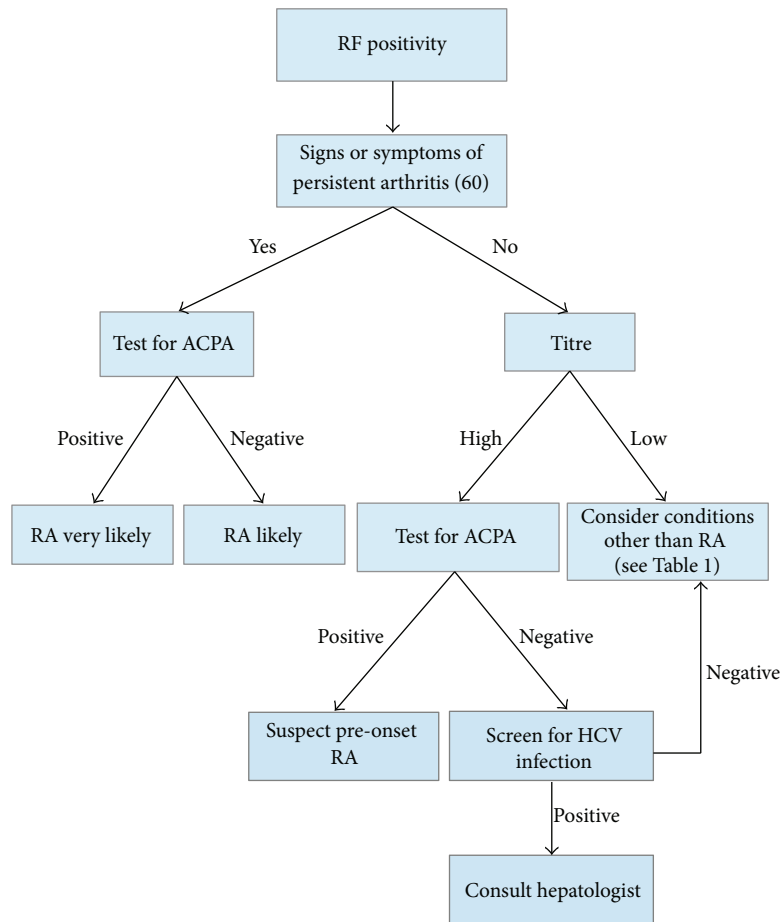 RF positivity
Signs or symptoms of
persistent arthritis (60)
Yes
No
Test for ACPA
Titre
Positive
Negative
High
Low
RA very likely
RA likely
Test for ACPA
Consider conditions
other than RA
(see Table 1)
Positive
Negative
Negative
Suspect pre-onset
RA
Screen for HCV
infection
Positive
Consult hepatologist